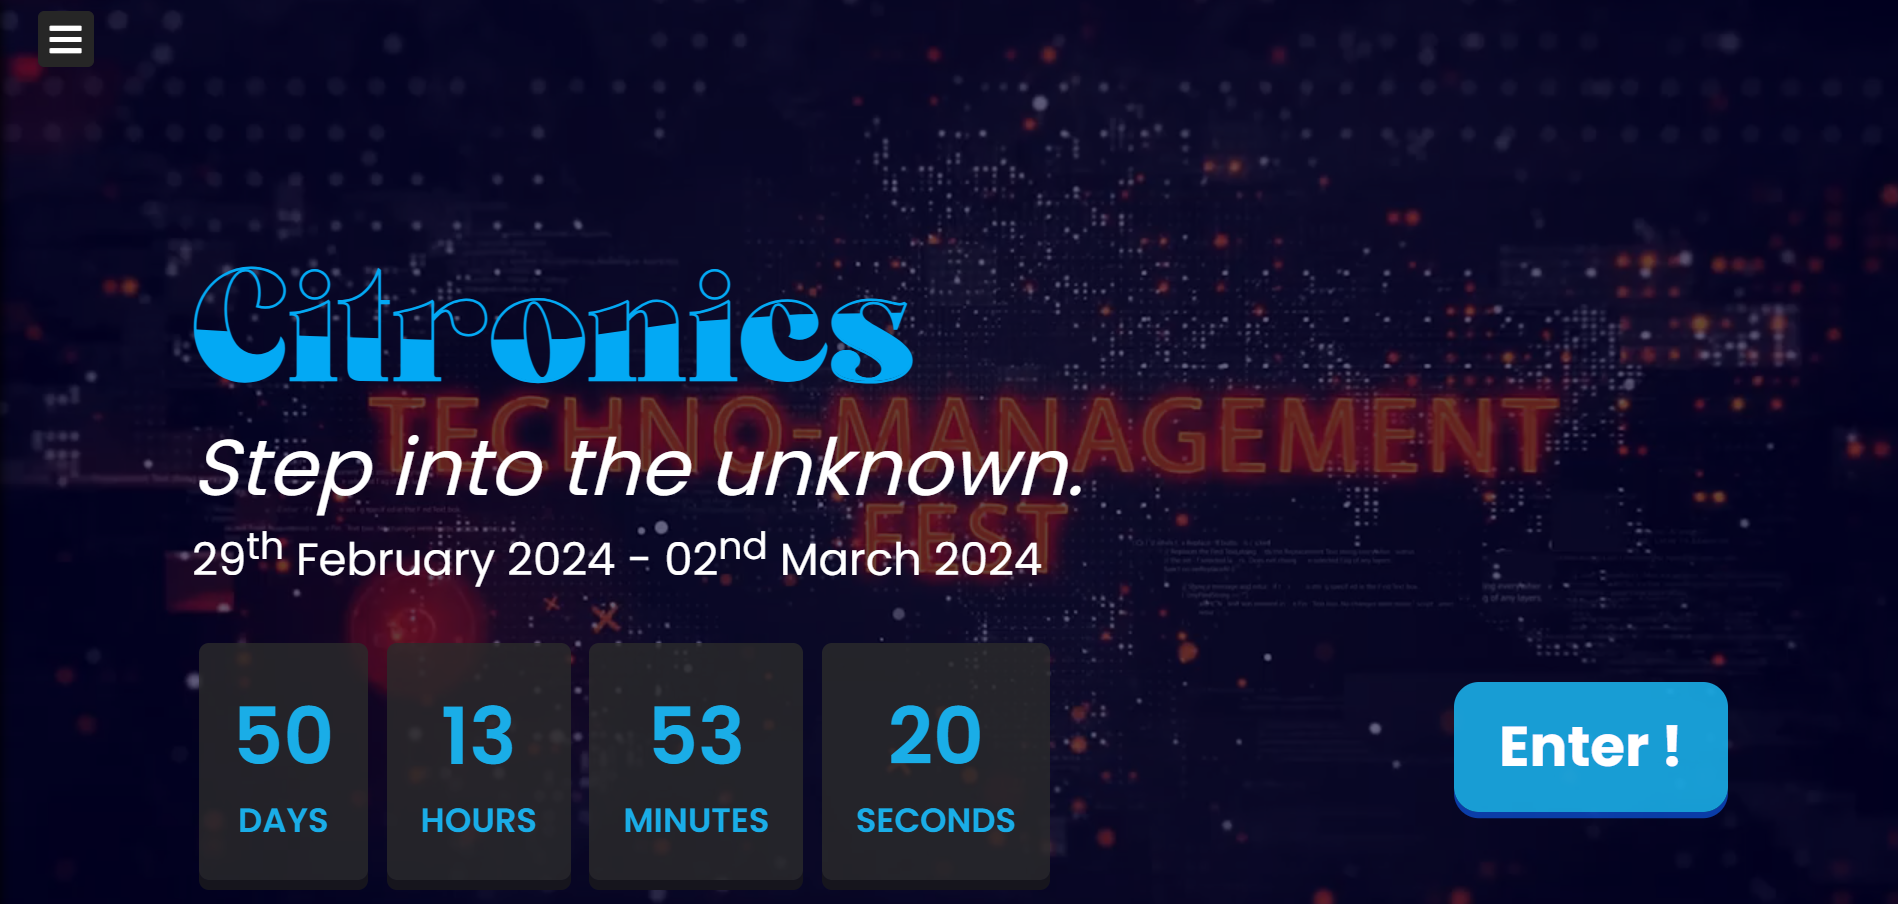 Citronics
TECHNO-MANAGEMENT
FEST
Step into the unknown.
29th February 2024 - 02nd March 2024
50
DAYS
13
HOURS
53
MINUTES
20
SECONDS
Enter !